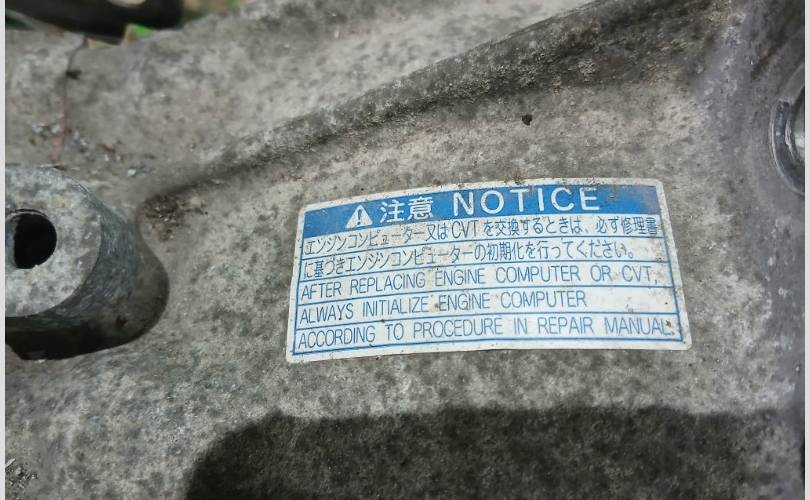 注意 NOTICE
エンジンコンピューター又はCVTを交換するときは、必ず修理書
に基づきエンジンコンピューターの初期化を行ってください。
AFTER REPLACING ENGINE COMPUTER OR CVT,
ALWAYS INITIALIZE ENGINE COMPUTER
ACCORDING TO PROCEDURE IN REPAIR MANUAL.